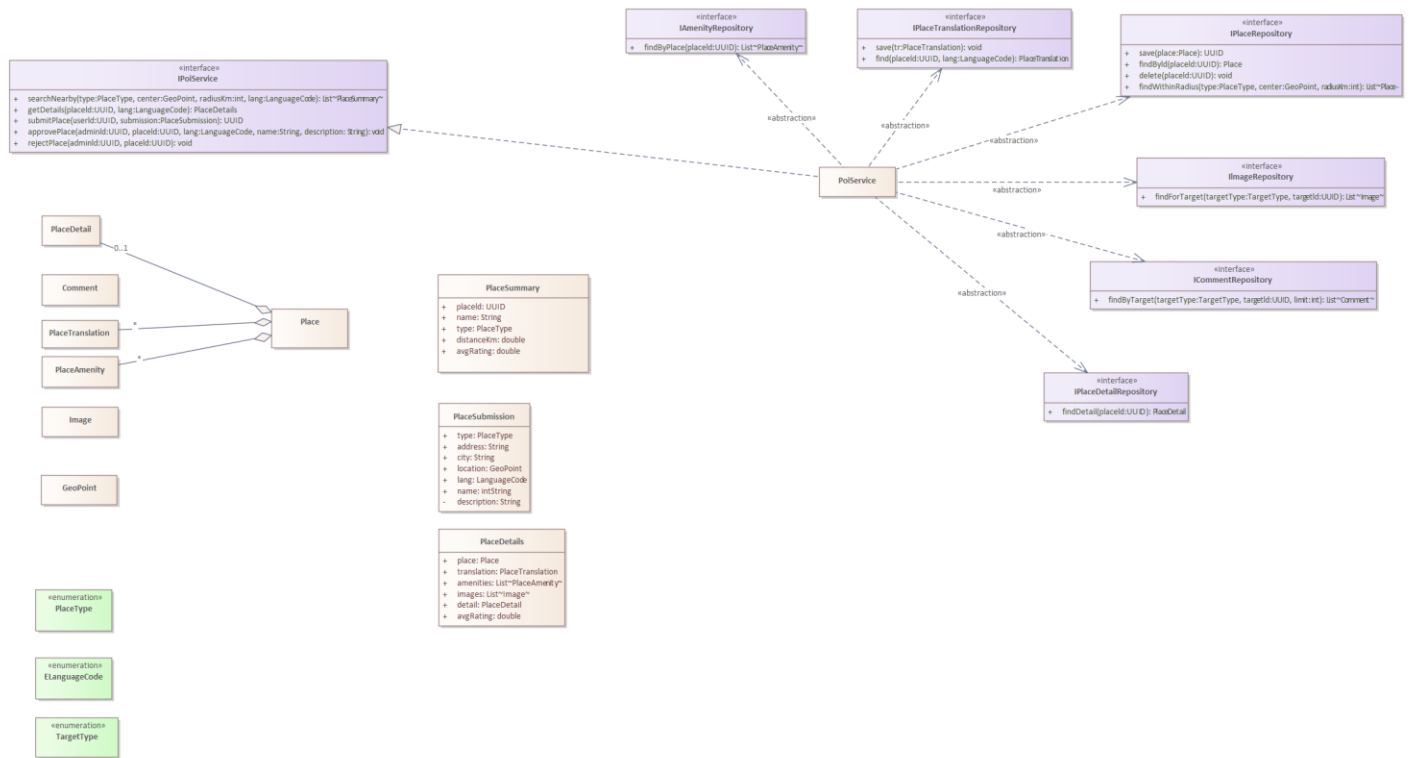 «interface»
IPoiService
+ searchNearby(type:PlaceType, center:GeoPoint, radiusKm:int, lang:LanguageCode): List~PlaceSummary~
+ getDetails(placeId:UUID, lang:LanguageCode): PlaceDetails
+ submitPlace(userId:UUID, submission:PlaceSubmission): UUID
+ approvePlace(adminId:UUID, placeId:UUID, lang:LanguageCode, name:String, description: String): void
+ rejectPlace(adminId:UUID, placeId:UUID): void
«interface»
IAmenityRepository
+ findByPlace(placeId:UUID): List~PlaceAmenity~
«interface»
IPlaceTranslationRepository
+ save(tr:PlaceTranslation): void
+ find(placeId:UUID, lang:LanguageCode): PlaceTranslation
«interface»
IPlaceRepository
+ save(place:Place): UUID
+ findById(placeId:UUID): Place
+ delete(placeId:UUID): void
+ findWithinRadius(type:PlaceType, center:GeoPoint, radiusKm:int): List~Place~
«abstraction»
«abstraction»
«abstraction»
PoiService
«abstraction»
«interface»
IImageRepository
+ findForTarget(targetType:TargetType, targetId:UUID): List~Image~
«abstraction»
«interface»
ICommentRepository
+ findByTarget(targetType:TargetType, targetId:UUID, limit:int): List~Comment~
«abstraction»
«interface»
IPlaceDetailRepository
+ findDetail(placeId:UUID): PlaceDetail
PlaceDetail
0..1
Comment
PlaceTranslation
*
PlaceAmenity
*
Place
Image
GeoPoint
PlaceSummary
+ placeId: UUID
+ name: String
+ type: PlaceType
+ distanceKm: double
+ avgRating: double
PlaceSubmission
+ type: PlaceType
+ address: String
+ city: String
+ location: GeoPoint
+ lang: LanguageCode
+ name: intString
- description: String
PlaceDetails
+ place: Place
+ translation: PlaceTranslation
+ amenities: List~PlaceAmenity~
+ images: List~Image~
+ detail: PlaceDetail
+ avgRating: double
«enumeration»
PlaceType
«enumeration»
ELanguageCode
«enumeration»
TargetType